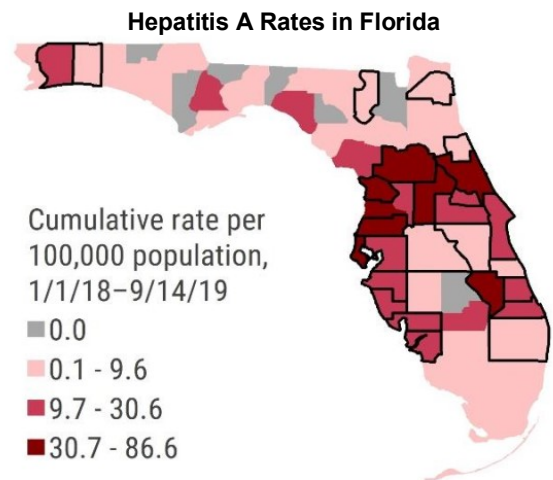 Hepatitis A Rates in Florida
Cumulative rate per
100,000 population,
1/1/18–9/14/19
0.0
0.1 - 9.6
9.7 - 30.6
30.7 - 86.6